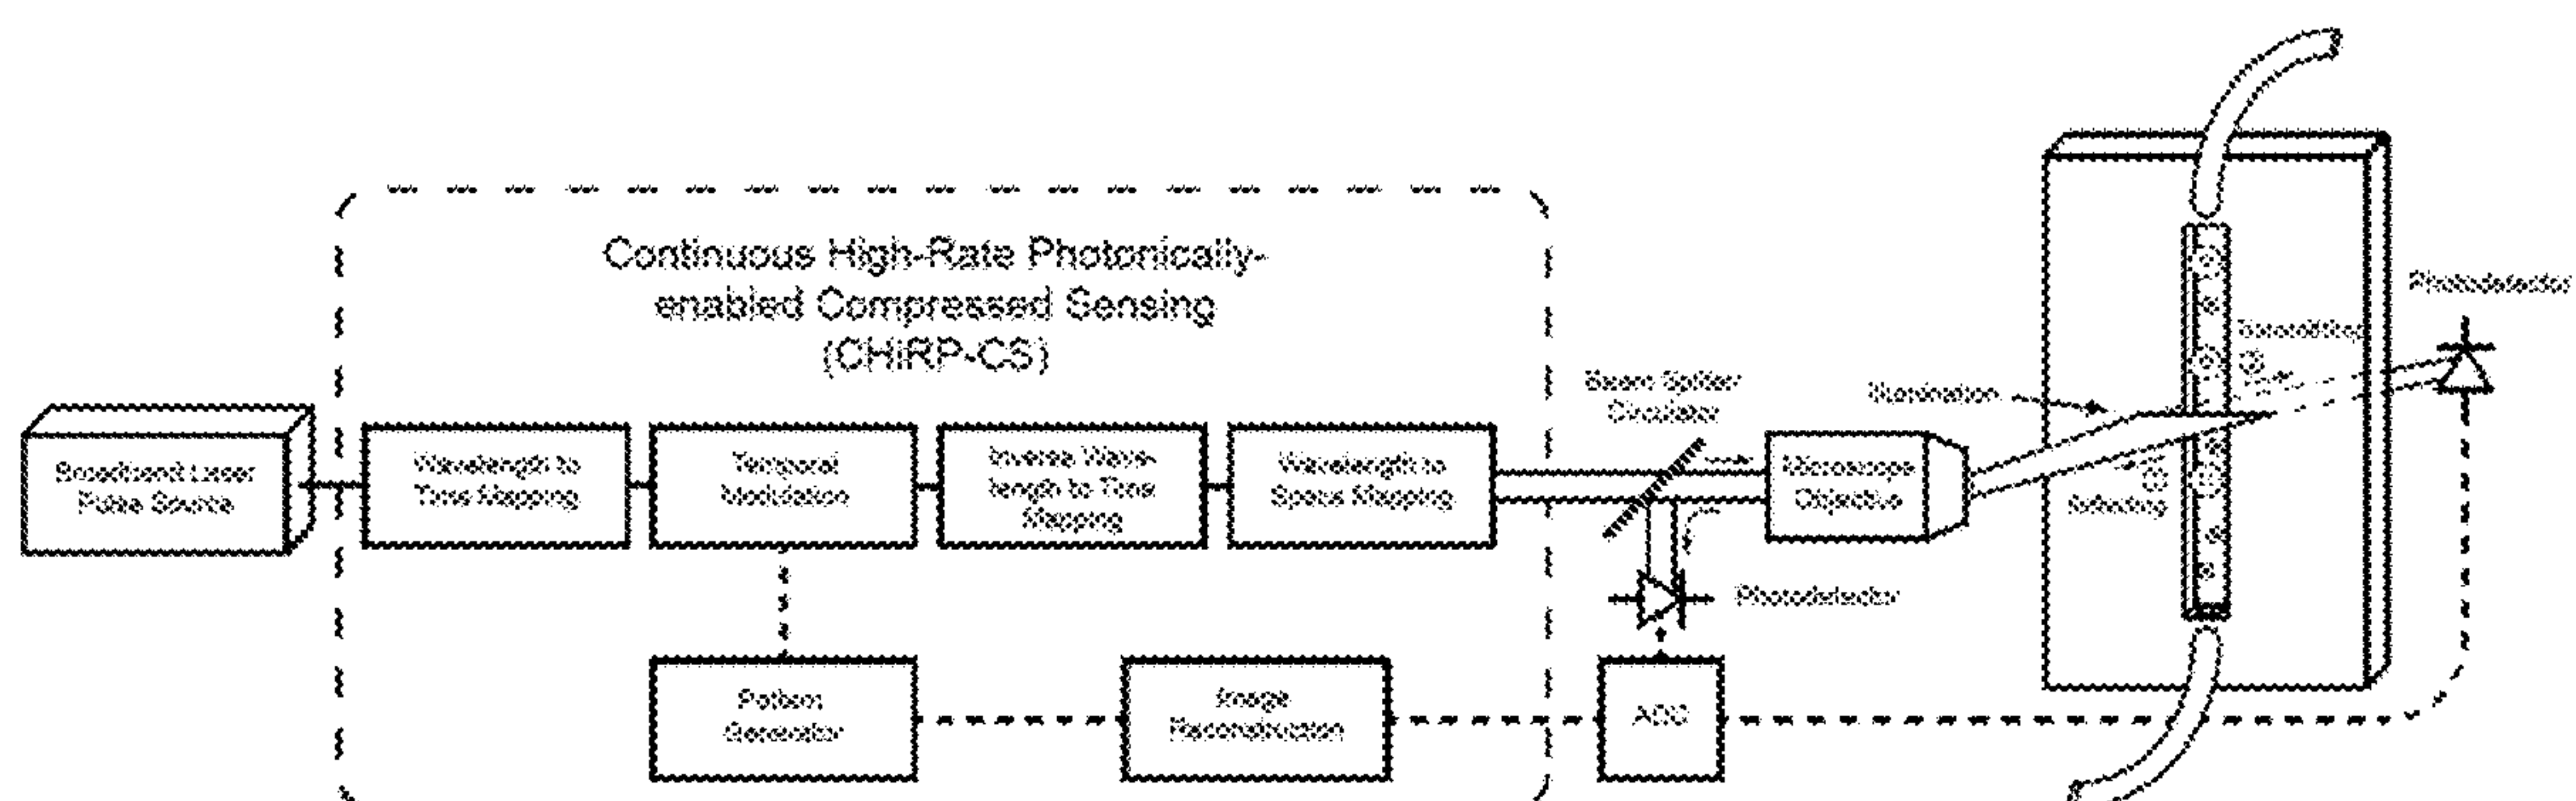 Continuous High-Rate Photonically-
enabled Compressed Sensing
(CHiRP-CS)
Broadband Laser
Pulse Source
Wavelength to
Time Mapping
Temporal
Modulation
Inverse Wave-
length to Time
Mapping
Wavelength to
Space Mapping
Beam Splitter
Circulator
Microscope
Objective
Illumination
Photodetector
Photodetector
Pattern
Generator
Image
Reconstruction
ADC